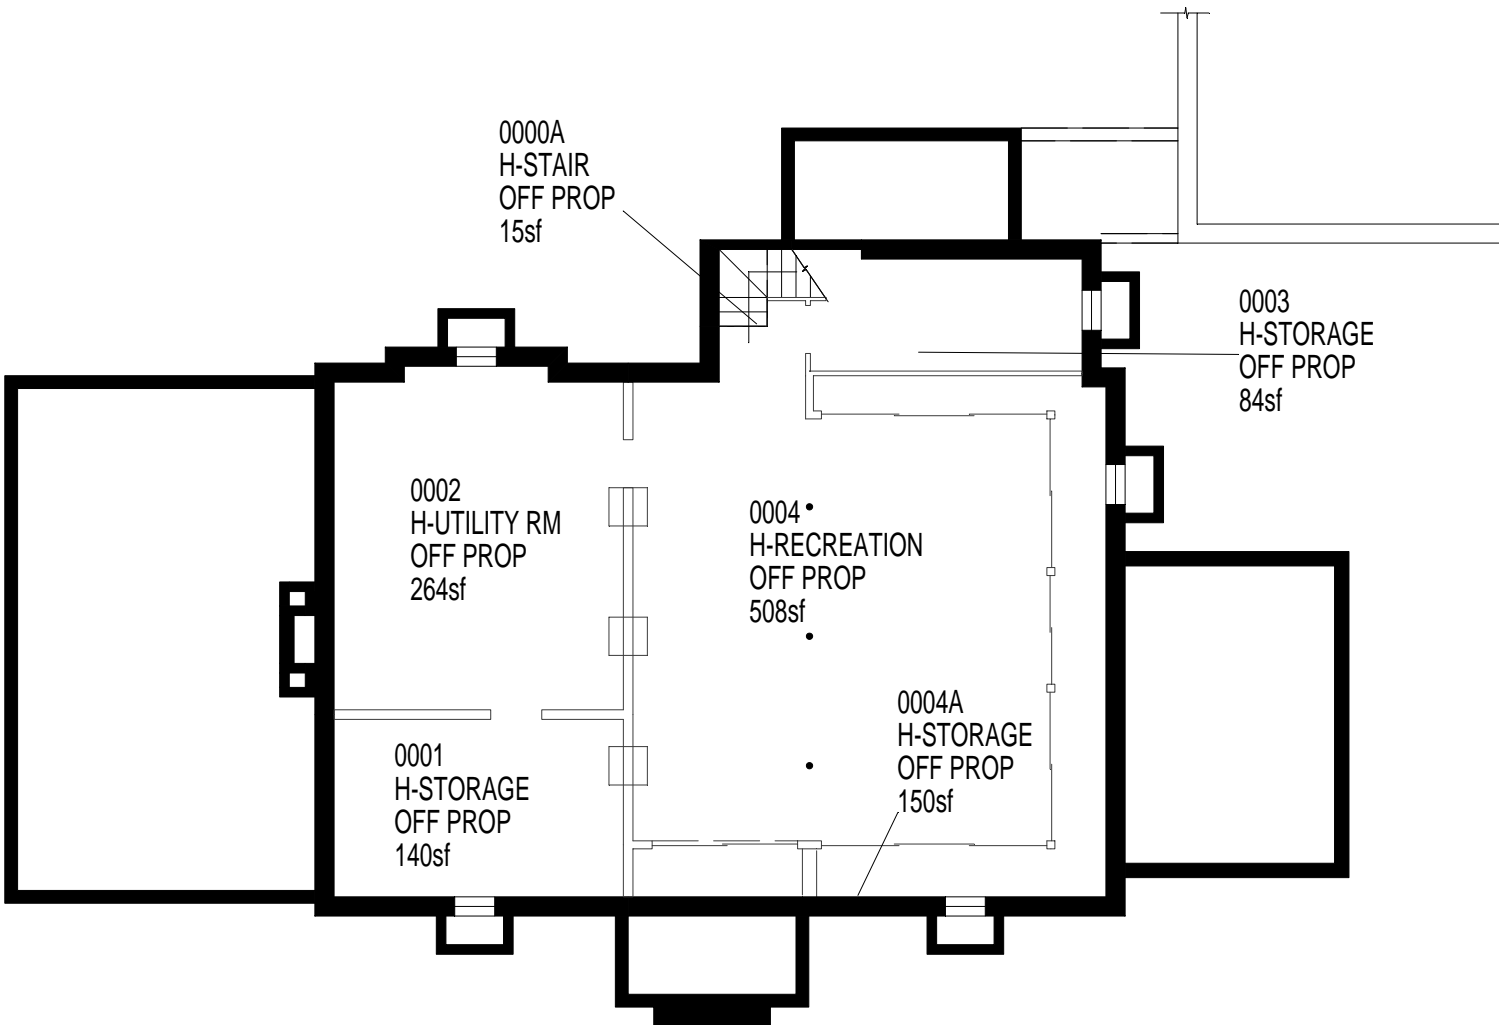 0000A
H-STAIR
OFF PROP
15sf
0003
H-STORAGE
OFF PROP
84sf
0002
H-UTILITY RM
OFF PROP
264sf
0004
H-RECREATION
OFF PROP
508sf
0004A
H-STORAGE
OFF PROP
150sf
0001
H-STORAGE
OFF PROP
140sf